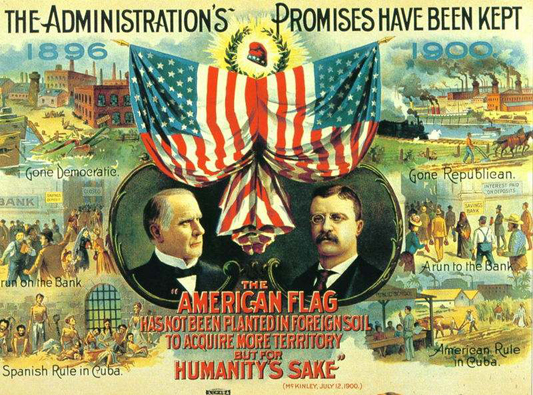 THE ADMINISTRATION'S PROMISES HAVE BEEN KEPT
1896
1900
Gone Democratic.
Gone Republican.
BANK
INTEREST PAID ON DEPOSITS
SAVINGS BANK
run on the Bank
A run to the Bank
Spanish Rule in Cuba.
American Rule in Cuba.
THE
"AMERICAN FLAG
HAS NOT BEEN PLANTED IN FOREIGN SOIL
TO ACQUIRE MORE TERRITORY
BUT FOR
HUMANITY'S SAKE"
(McKINLEY, JULY 12, 1900.)